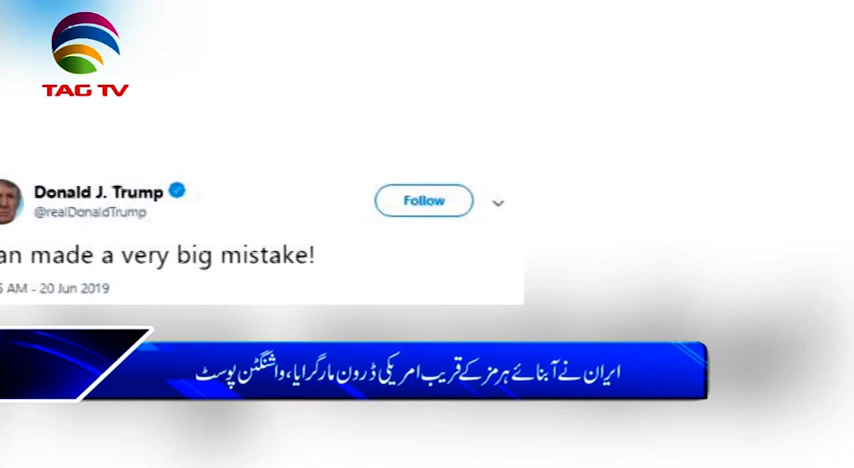 TAG TV
Donald J. Trump
@realDonaldTrump
Follow
an made a very big mistake!
AM - 20 Jun 2019
ایران نے آبنائے ہرمز کے قریب امریکی ڈرون مار گرایا، واشنگٹن پوسٹ